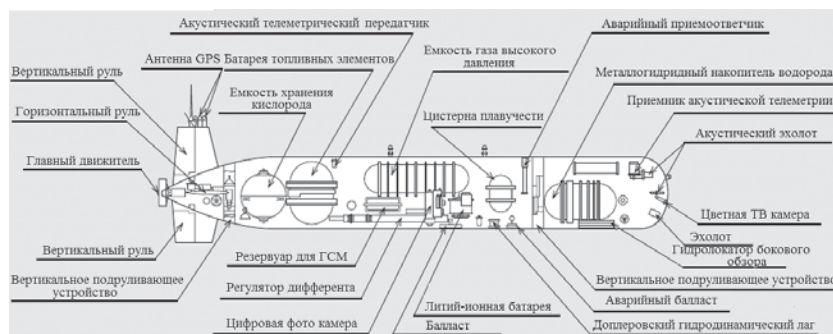 Акустический телеметрический передатчик
Аварийный приемоответчик
Антенна GPS
Батарея топливных элементов
Емкость газа высокого
давления
Вертикальный руль
Металлогидридный накопитель водорода
Емкость хранения
кислорода
Приемник акустической телеметрии
Горизонтальный руль
Цистерна плавучести
Акустический эхолот
Главный движитель
Цветная ТВ камера
Эхолот
Вертикальный руль
Резервуар для ГСМ
Гидролокатор бокового
обзора
Вертикальное подруливающее
устройство
Регулятор дифферента
Вертикальное подруливающее устройство
Литий-ионная батарея
Аварийный балласт
Цифровая фото камера
Балласт
Доплеровский гидродинамический лаг